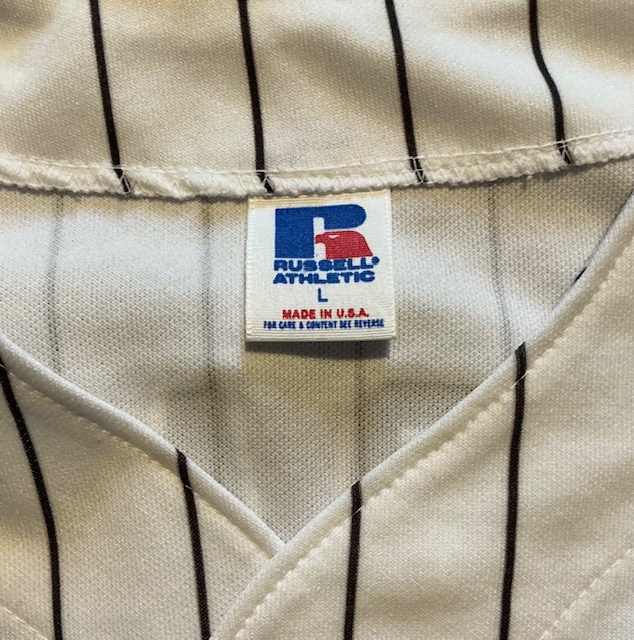 R
RUSSELL®
ATHLETIC
L
MADE IN U.S.A.
FOR CARE & CONTENT SEE REVERSE